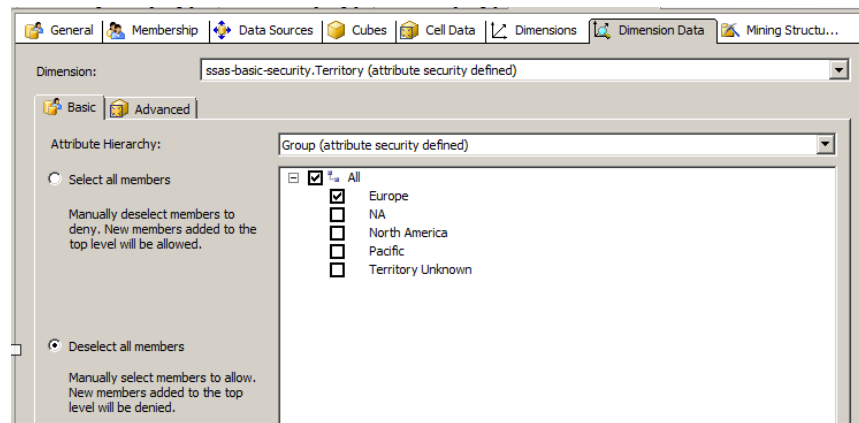 General Membership Data Sources Cubes Cell Data Dimensions Dimension Data Mining Structu...
Dimension: ssas-basic-security.Territory (attribute security defined)
Basic Advanced
Attribute Hierarchy: Group (attribute security defined)
Select all members
Manually deselect members to
deny. New members added to the
top level will be allowed.
All
Europe
NA
North America
Pacific
Territory Unknown
Deselect all members
Manually select members to allow.
New members added to the top
level will be denied.